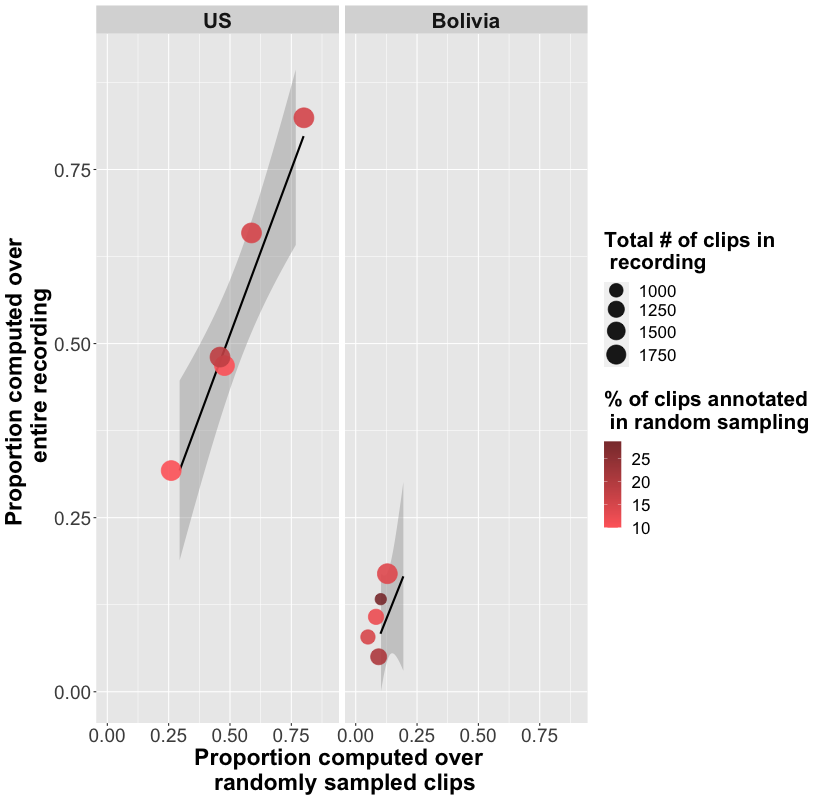 US
Bolivia
0.75
0.50
0.25
0.00
Proportion computed over
entire recording
0.00 0.25 0.50 0.75
0.00 0.25 0.50 0.75
Proportion computed over
randomly sampled clips
Total # of clips in
recording
1000
1250
1500
1750
% of clips annotated
in random sampling
25
20
15
10